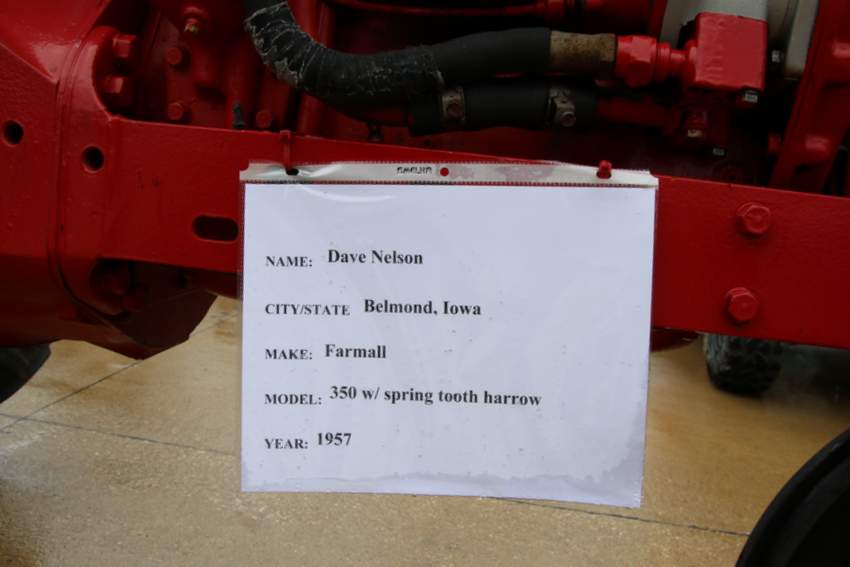 NAME: Dave Nelson
CITY/STATE Belmond, Iowa
MAKE: Farmall
MODEL: 350 w/ spring tooth harrow
YEAR: 1957